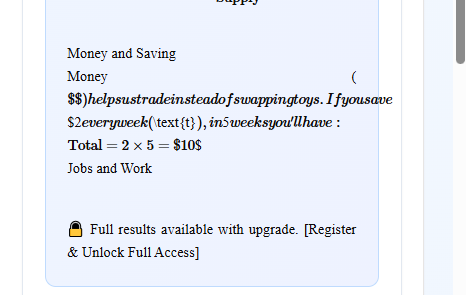 Supply
Money and Saving
Money (
$$)helpsustradeinsteadofswappingtoys.Ifyousave
$2everyweek(\text{t}),in5weeksyou'llhave:
Total = 2 × 5 = $10$
Jobs and Work
🔒 Full results available with upgrade. [Register
& Unlock Full Access]